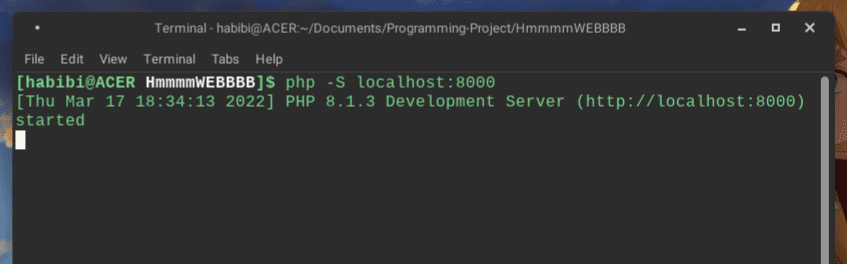 Terminal - habibi@ACER:~/Documents/Programming-Project/HmmmmWEBBBB
File Edit View Terminal Tabs Help
[habibi@ACER HmmmmWEBBBB]$ php -S localhost:8000
[Thu Mar 17 18:34:13 2022] PHP 8.1.3 Development Server (http://localhost:8000)
started